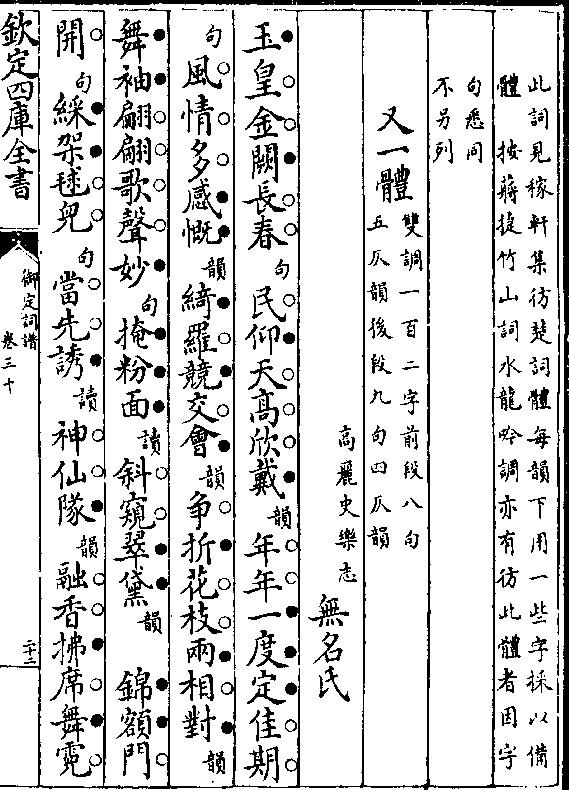 此詞見稼軒集彷楚詞體每韻下用一些字採以備
體　按蔣捷竹山詞水龍吟調亦有彷此體者因字
句悉同
不另列
又一體
雙調一百二字前段八句
五仄韻後段九句四仄韻
高麗史樂志
無名氏
玉皇金闕長春句民仰天高欣戴韻年年一度定佳期
句風情多感慨韻綺羅競交會韻争折花枝兩相對韻
舞袖翩翩歌聲妙句掩粉面讀斜窺翠黛韻　錦額門
開句綵架毬兒句當先誘讀神仙隊韻融香拂席舞霓
欽定四庫全書
御定詞譜
卷三十
二十二